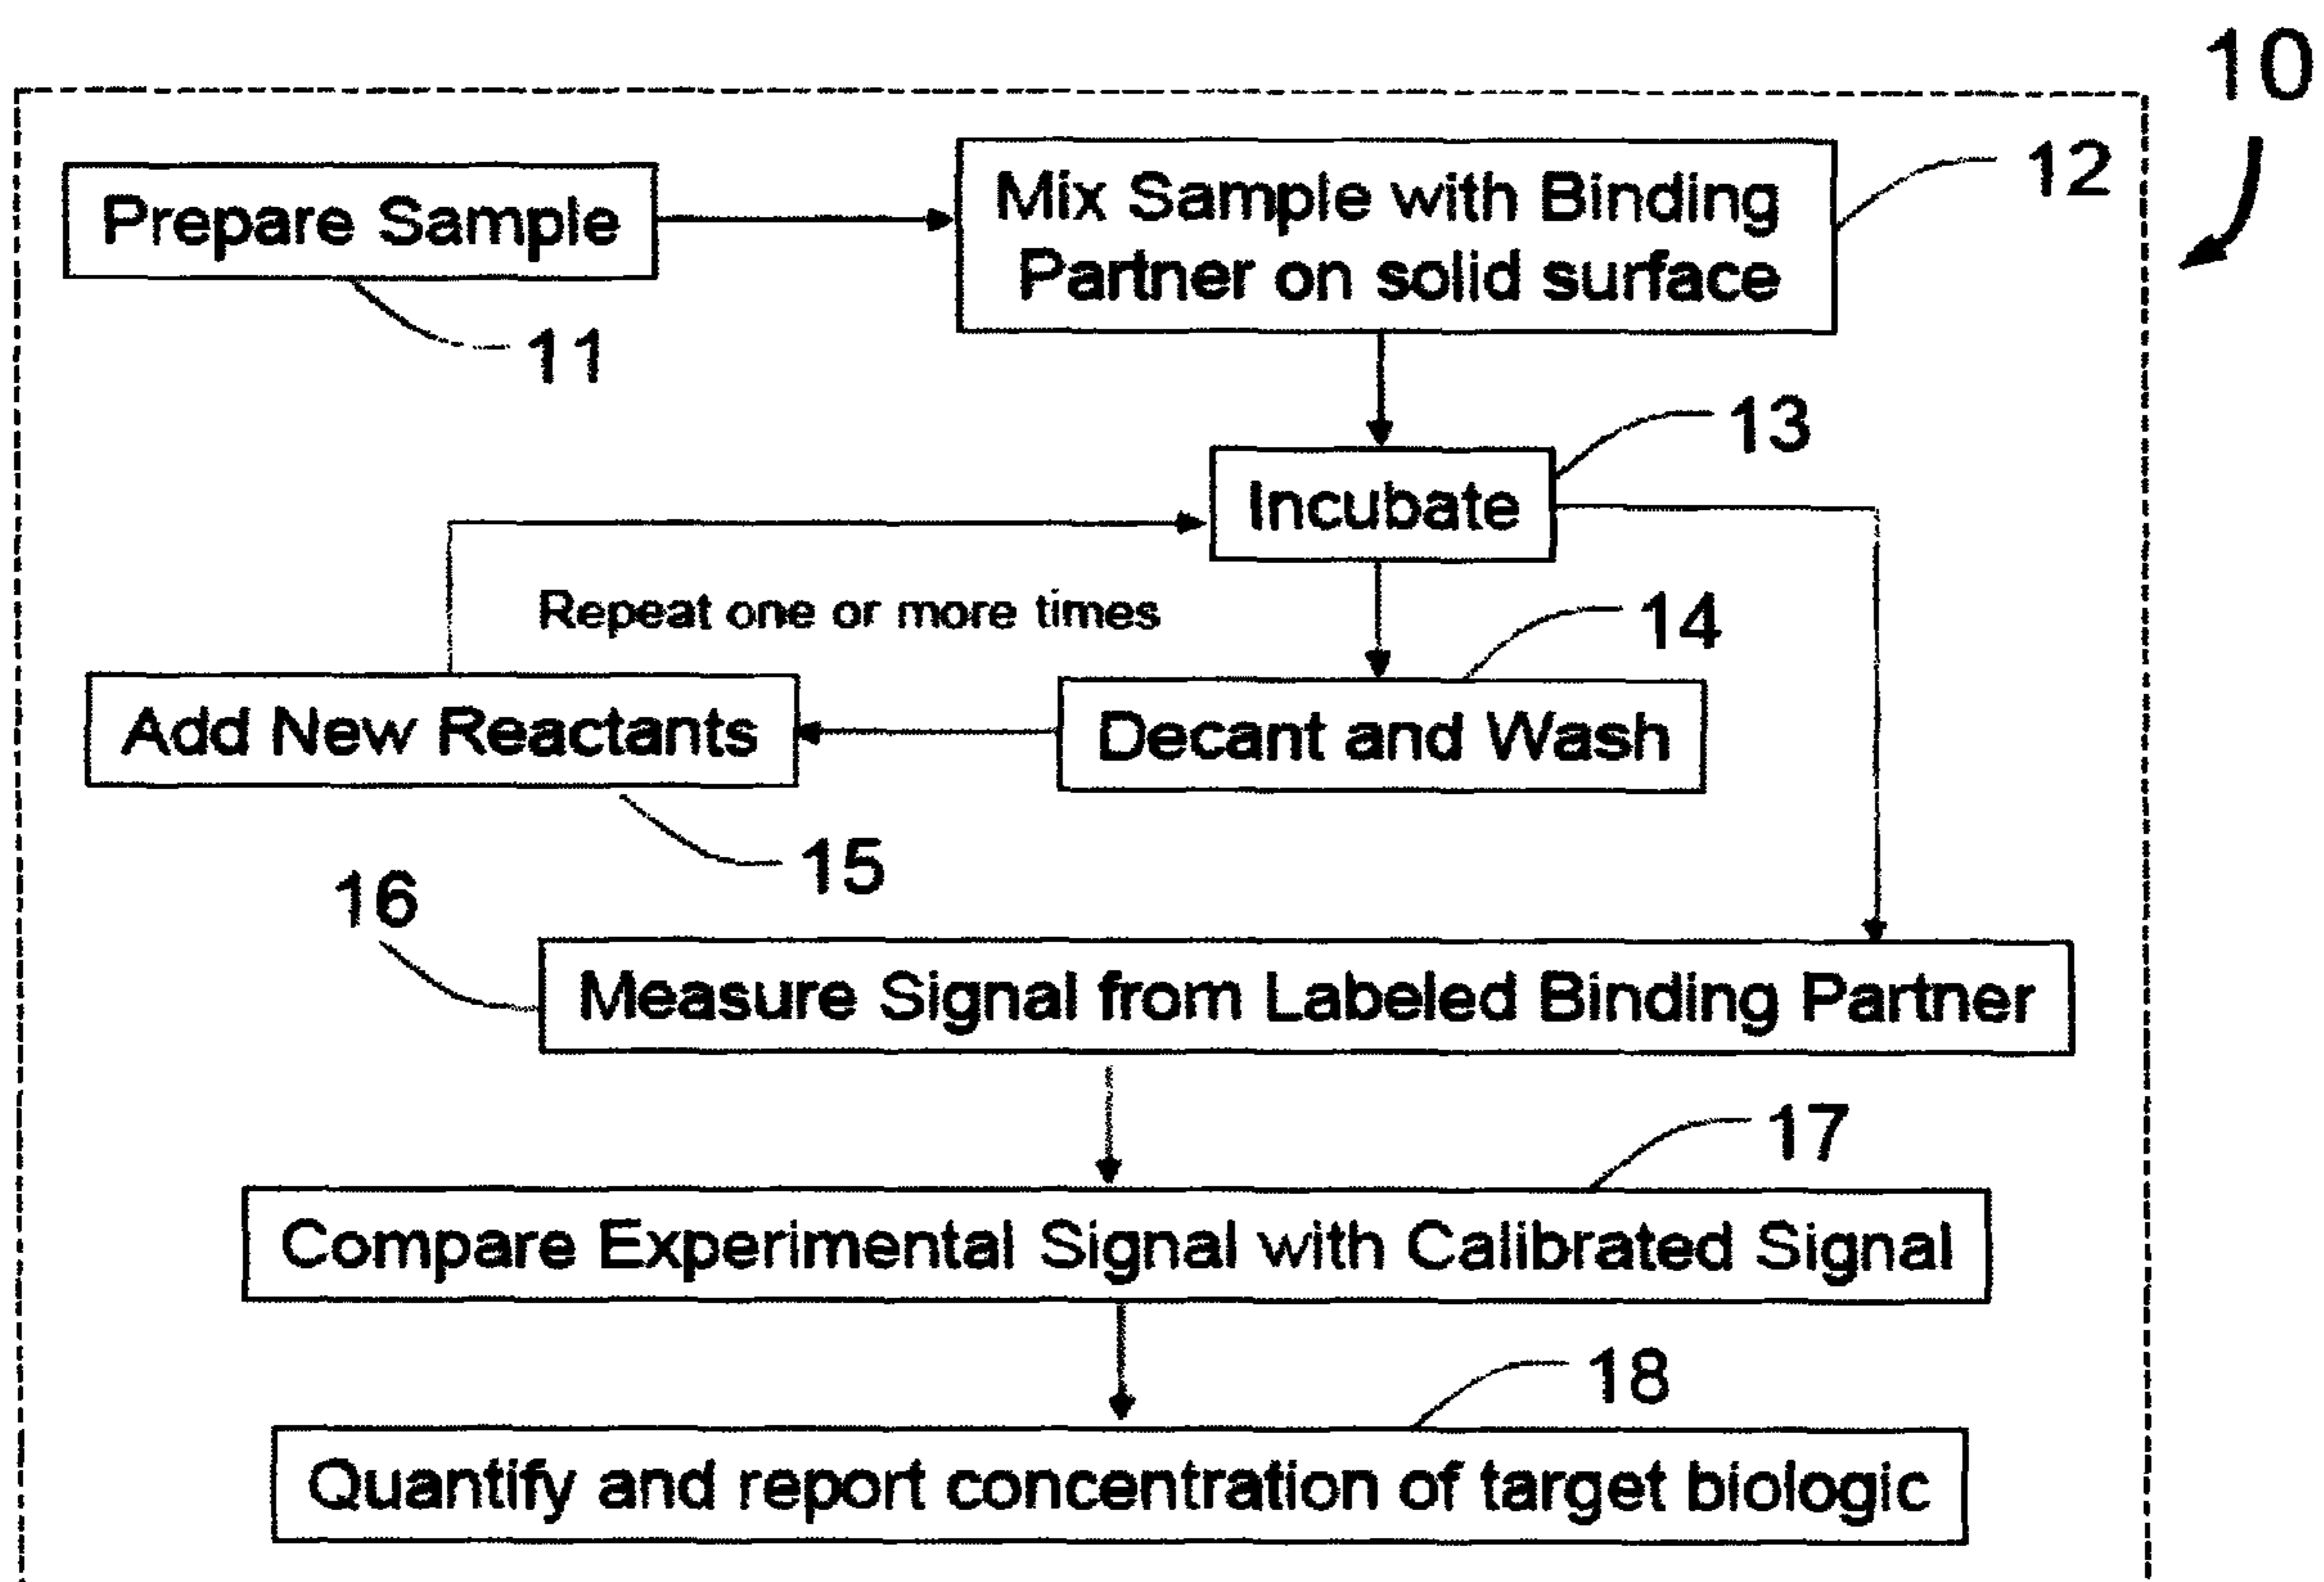 10
Prepare Sample
11
Mix Sample with Binding
Partner on solid surface
12
Incubate
13
Repeat one or more times
14
Add New Reactants
Decant and Wash
15
16
Measure Signal from Labeled Binding Partner
17
Compare Experimental Signal with Calibrated Signal
18
Quantify and report concentration of target biologic